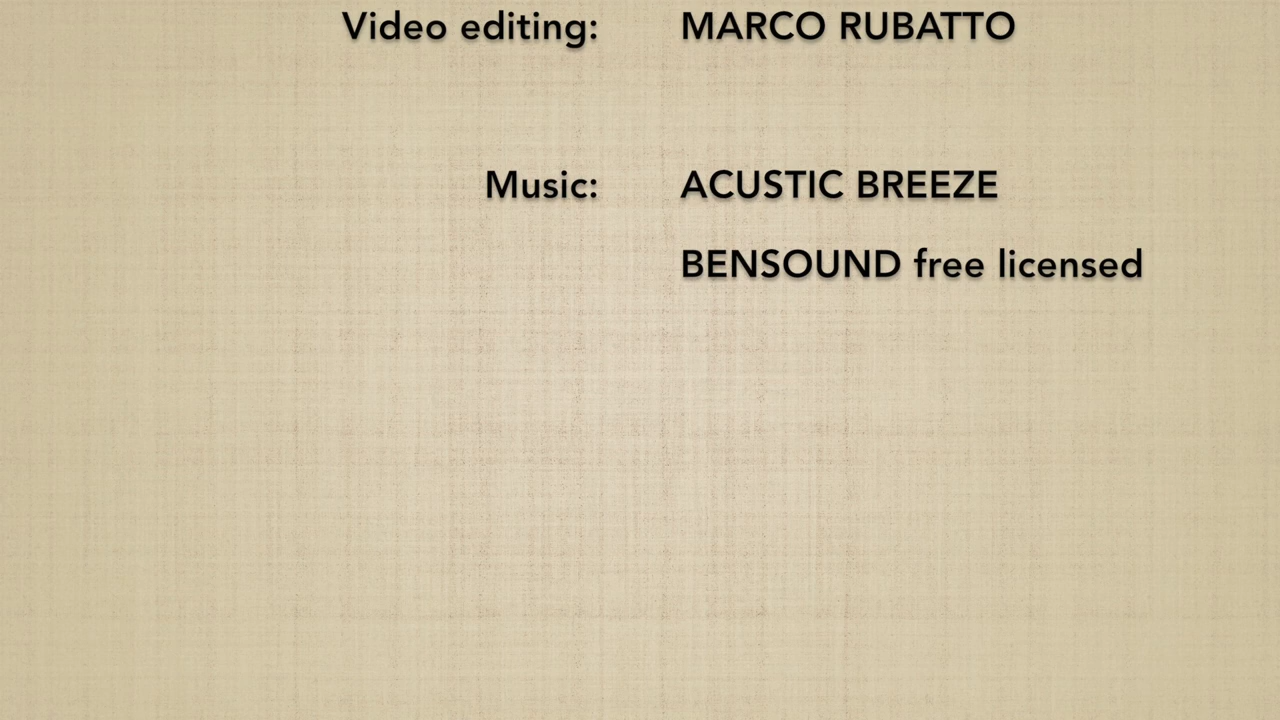 Video editing: MARCO RUBATTO
Music: ACUSTIC BREEZE
BENSOUND free licensed